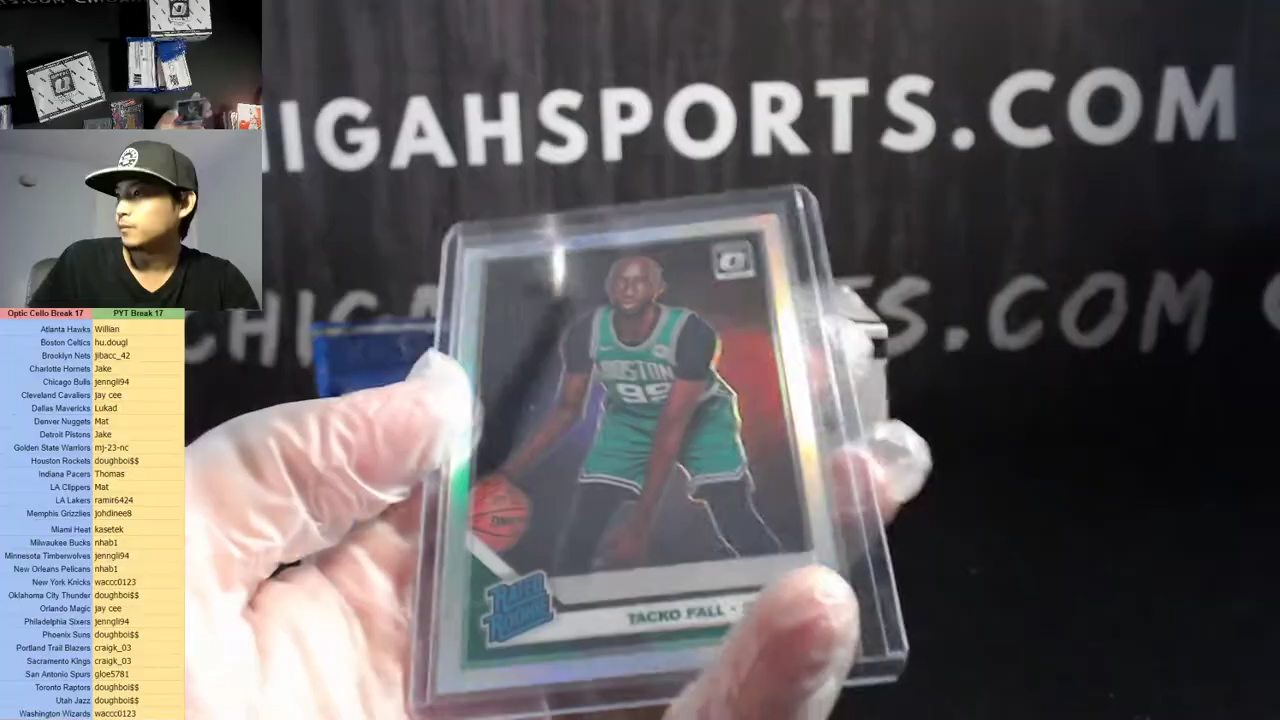 HIGAHSPORTS.COM
BOSTON
99
RATED
ROOKIE
TACKO FALL
Optic Cello Break 17 PYT Break 17
Atlanta Hawks Willian
Boston Celtics hu.dougl
Brooklyn Nets jibacc_42
Charlotte Hornets Jake
Chicago Bulls jenngli94
Cleveland Cavaliers jay cee
Dallas Mavericks Lukad
Denver Nuggets Mat
Detroit Pistons Jake
Golden State Warriors mj-23-nc
Houston Rockets doughboi$$
Indiana Pacers Thomas
LA Clippers Mat
LA Lakers ramir6424
Memphis Grizzlies johdinee8
Miami Heat kasetek
Milwaukee Bucks nhab1
Minnesota Timberwolves jenngli94
New Orleans Pelicans nhab1
New York Knicks waccc0123
Oklahoma City Thunder doughboi$$
Orlando Magic jay cee
Philadelphia Sixers jenngli94
Phoenix Suns doughboi$$
Portland Trail Blazers craigk_03
Sacramento Kings craigk_03
San Antonio Spurs gloe5781
Toronto Raptors doughboi$$
Utah Jazz doughboi$$
Washington Wizards waccc0123